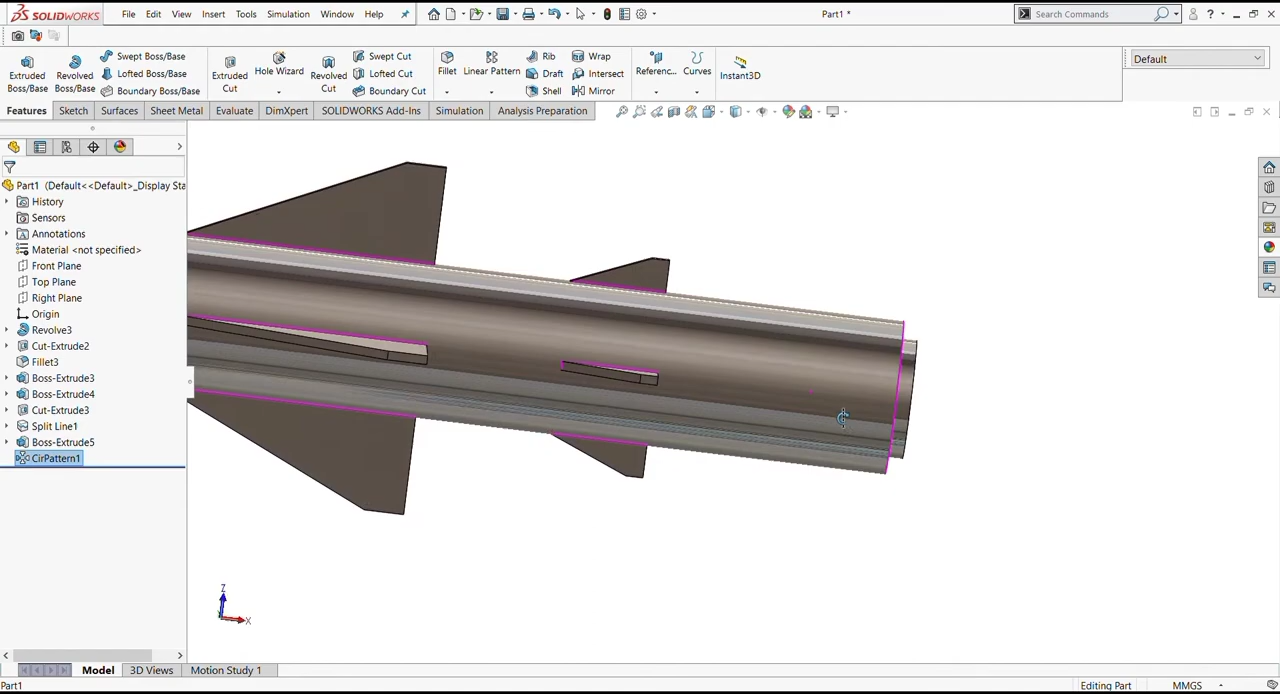 SOLIDWORKS File Edit View Insert Tools Simulation Window Help Part1 * Search Commands ?
Extruded Boss/Base Revolved Boss/Base Swept Boss/Base Lofted Boss/Base Boundary Boss/Base Extruded Cut Hole Wizard Revolved Cut Swept Cut Lofted Cut Boundary Cut Fillet Linear Pattern Rib Draft Shell Wrap Intersect Mirror Referenc... Curves Instant3D Default
Features Sketch Surfaces Sheet Metal Evaluate DimXpert SOLIDWORKS Add-Ins Simulation Analysis Preparation
Part1 (Default<<Default>_Display Sta
History
Sensors
Annotations
Material <not specified>
Front Plane
Top Plane
Right Plane
Origin
Revolve3
Cut-Extrude2
Fillet3
Boss-Extrude3
Boss-Extrude4
Cut-Extrude3
Split Line1
Boss-Extrude5
CirPattern1
Z
X
Model 3D Views Motion Study 1
Part1 Editing Part MMGS